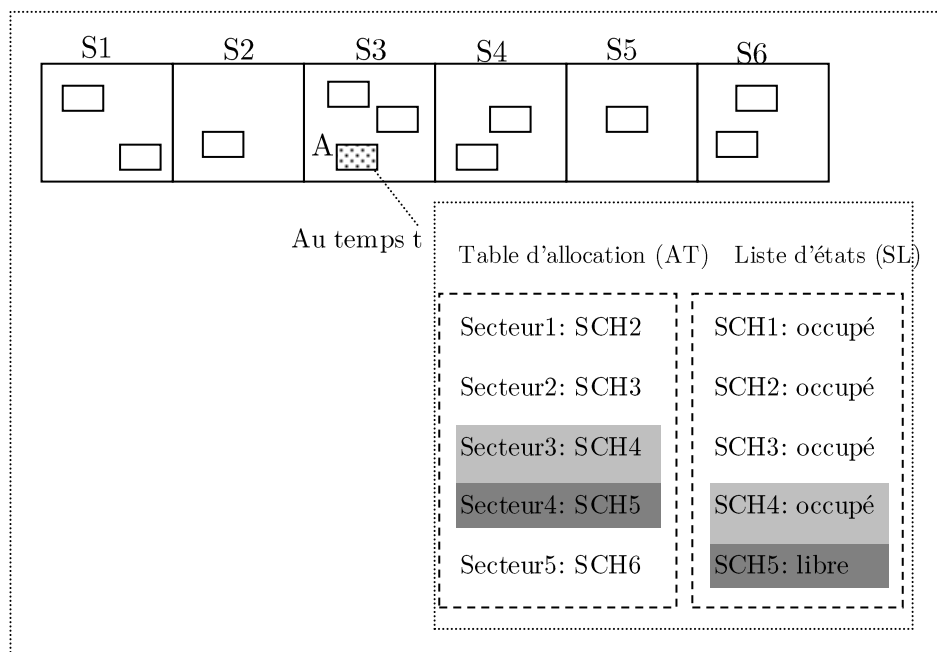 S1 S2 S3 S4 S5 S6
A
Au temps t
Table d'allocation (AT) Liste d'états (SL)
Secteur1: SCH2 SCH1: occupé
Secteur2: SCH3 SCH2: occupé
Secteur3: SCH4 SCH3: occupé
Secteur4: SCH5 SCH4: occupé
Secteur5: SCH6 SCH5: libre